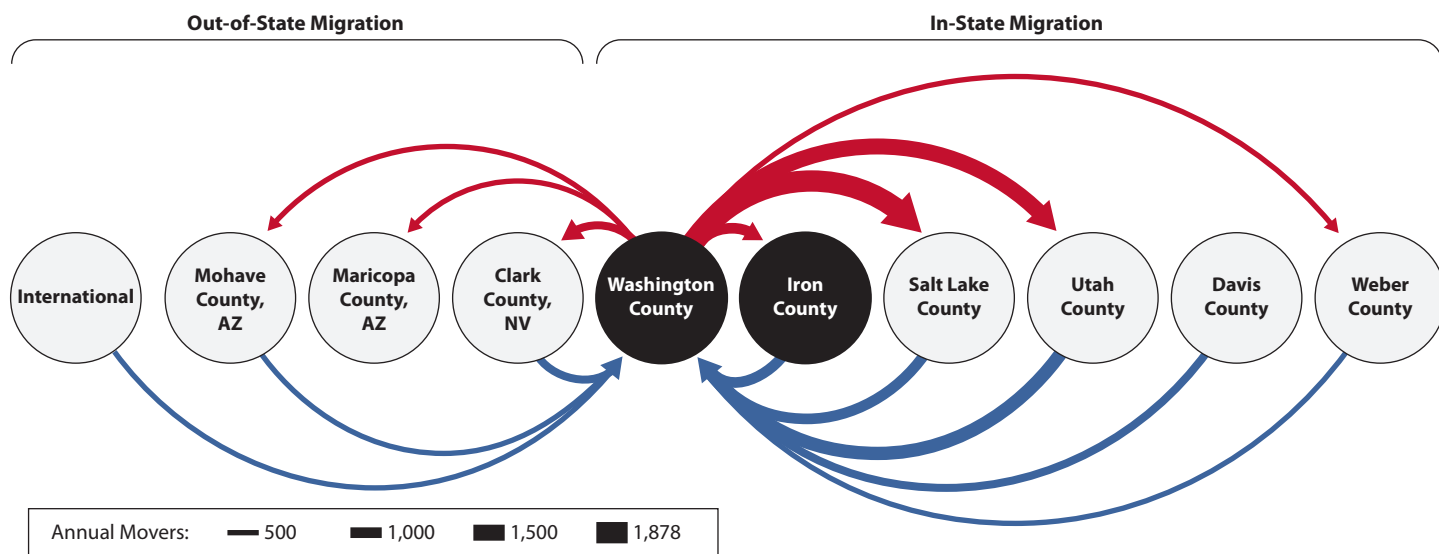 Out-of-State Migration
In-State Migration
International
Mohave
County,
AZ
Maricopa
County,
AZ
Clark
County,
NV
Washington
County
Iron
County
Salt Lake
County
Utah
County
Davis
County
Weber
County
Annual Movers: 500 1,000 1,500 1,878